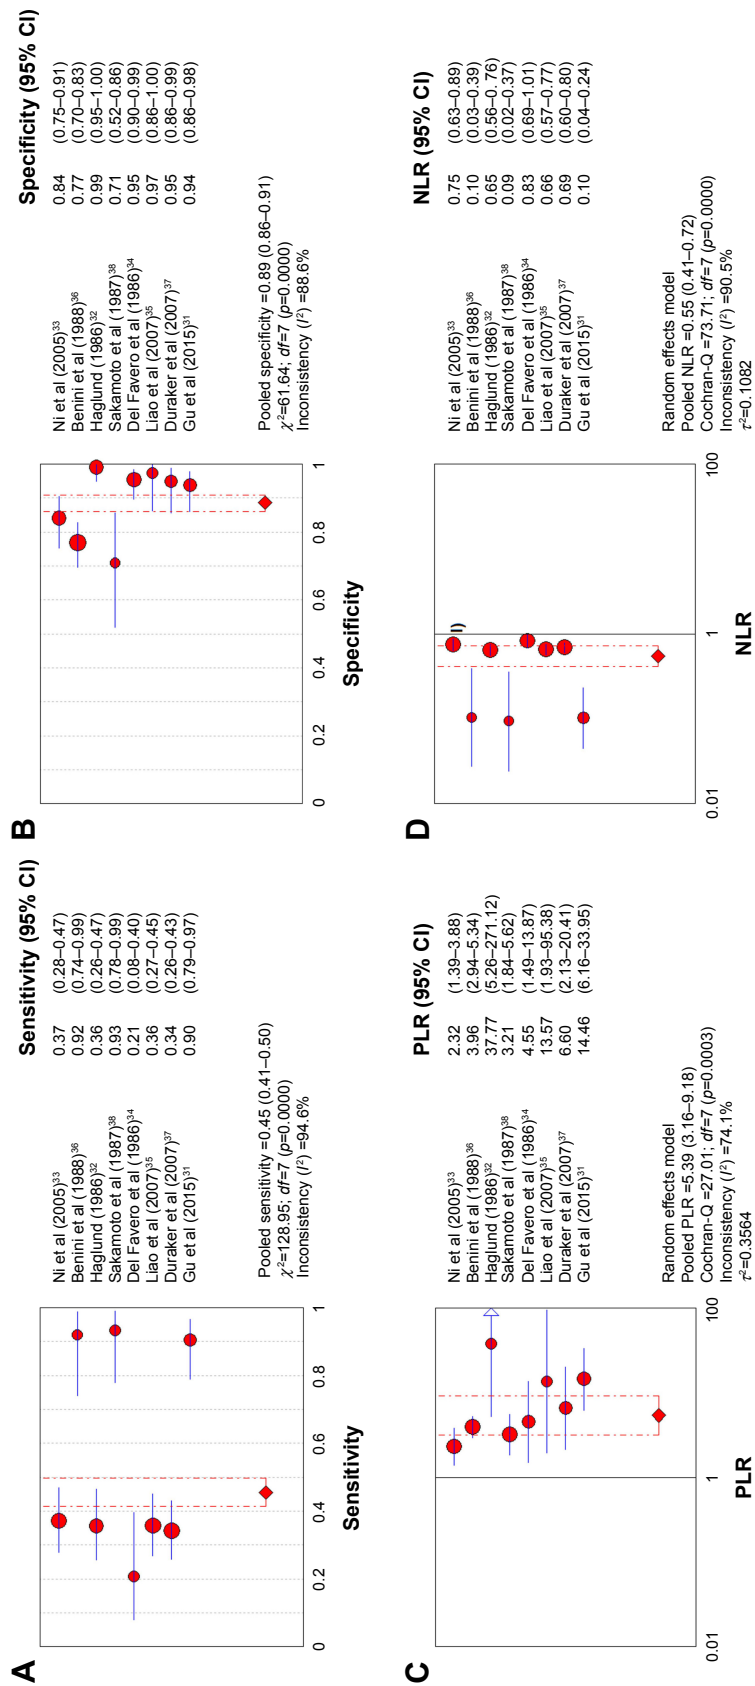 A
Sensitivity (95% CI)
Ni et al (2005)33 0.37 (0.28–0.47)
Benini et al (1988)36 0.92 (0.74–0.99)
Haglund (1986)32 0.36 (0.26–0.47)
Sakamoto et al (1987)38 0.93 (0.78–0.99)
Del Favero et al (1986)34 0.21 (0.08–0.40)
Liao et al (2007)35 0.36 (0.27–0.45)
Duraker et al (2007)37 0.34 (0.26–0.43)
Gu et al (2015)31 0.90 (0.79–0.97)
Pooled sensitivity =0.45 (0.41–0.50)
χ2=128.95; df=7 (p=0.0000)
Inconsistency (I2) =94.6%
0 0.2 0.4 0.6 0.8 1
Sensitivity
B
Specificity (95% CI)
Ni et al (2005)33 0.84 (0.75–0.91)
Benini et al (1988)36 0.77 (0.70–0.83)
Haglund (1986)32 0.99 (0.95–1.00)
Sakamoto et al (1987)38 0.71 (0.52–0.86)
Del Favero et al (1986)34 0.95 (0.90–0.99)
Liao et al (2007)35 0.97 (0.86–1.00)
Duraker et al (2007)37 0.95 (0.86–0.99)
Gu et al (2015)31 0.94 (0.86–0.98)
Pooled specificity =0.89 (0.86–0.91)
χ2=61.64; df=7 (p=0.0000)
Inconsistency (I2) =88.6%
0 0.2 0.4 0.6 0.8 1
Specificity
C
PLR (95% CI)
Ni et al (2005)33 2.32 (1.39–3.88)
Benini et al (1988)36 3.96 (2.94–5.34)
Haglund (1986)32 37.77 (5.26–271.12)
Sakamoto et al (1987)38 3.21 (1.84–5.62)
Del Favero et al (1986)34 4.55 (1.49–13.87)
Liao et al (2007)35 13.57 (1.93–95.38)
Duraker et al (2007)37 6.60 (2.13–20.41)
Gu et al (2015)31 14.46 (6.16–33.95)
Random effects model
Pooled PLR =5.39 (3.16–9.18)
Cochran-Q =27.01; df=7 (p=0.0003)
Inconsistency (I2) =74.1%
τ2=0.3564
0.01 1 100
PLR
D
NLR (95% CI)
Ni et al (2005)33 0.75 (0.63–0.89)
Benini et al (1988)36 0.10 (0.03–0.39)
Haglund (1986)32 0.65 (0.56–0.76)
Sakamoto et al (1987)38 0.09 (0.02–0.37)
Del Favero et al (1986)34 0.83 (0.69–1.01)
Liao et al (2007)35 0.66 (0.57–0.77)
Duraker et al (2007)37 0.69 (0.60–0.80)
Gu et al (2015)31 0.10 (0.04–0.24)
I)
Random effects model
Pooled NLR =0.55 (0.41–0.72)
Cochran-Q =73.71; df=7 (p=0.0000)
Inconsistency (I2) =90.5%
τ2=0.1082
0.01 1 100
NLR